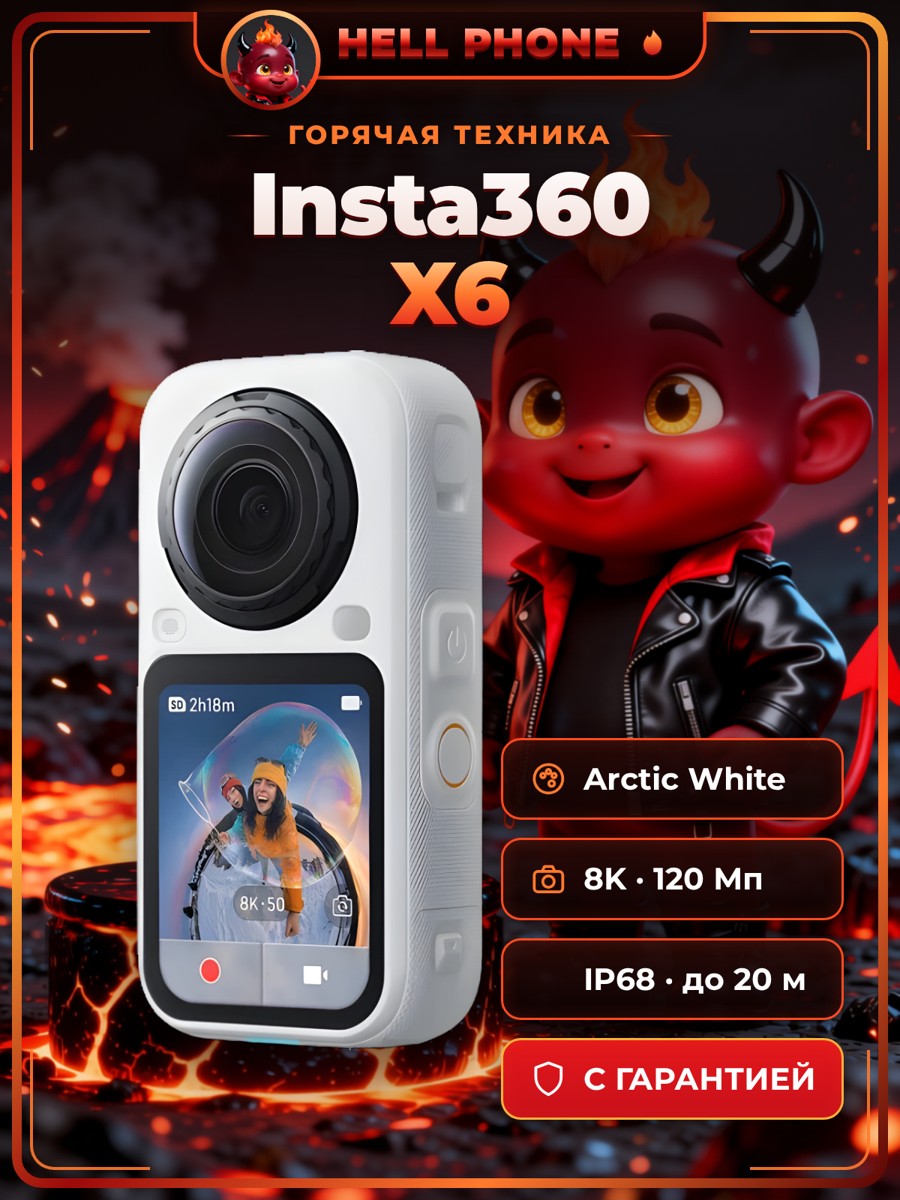 HELL PHONE
ГОРЯЧАЯ ТЕХНИКА
Insta360
X6
SD 2h18m
8K·50
Arctic White
8K · 120 Мп
IP68 · до 20 м
С ГАРАНТИЕЙ